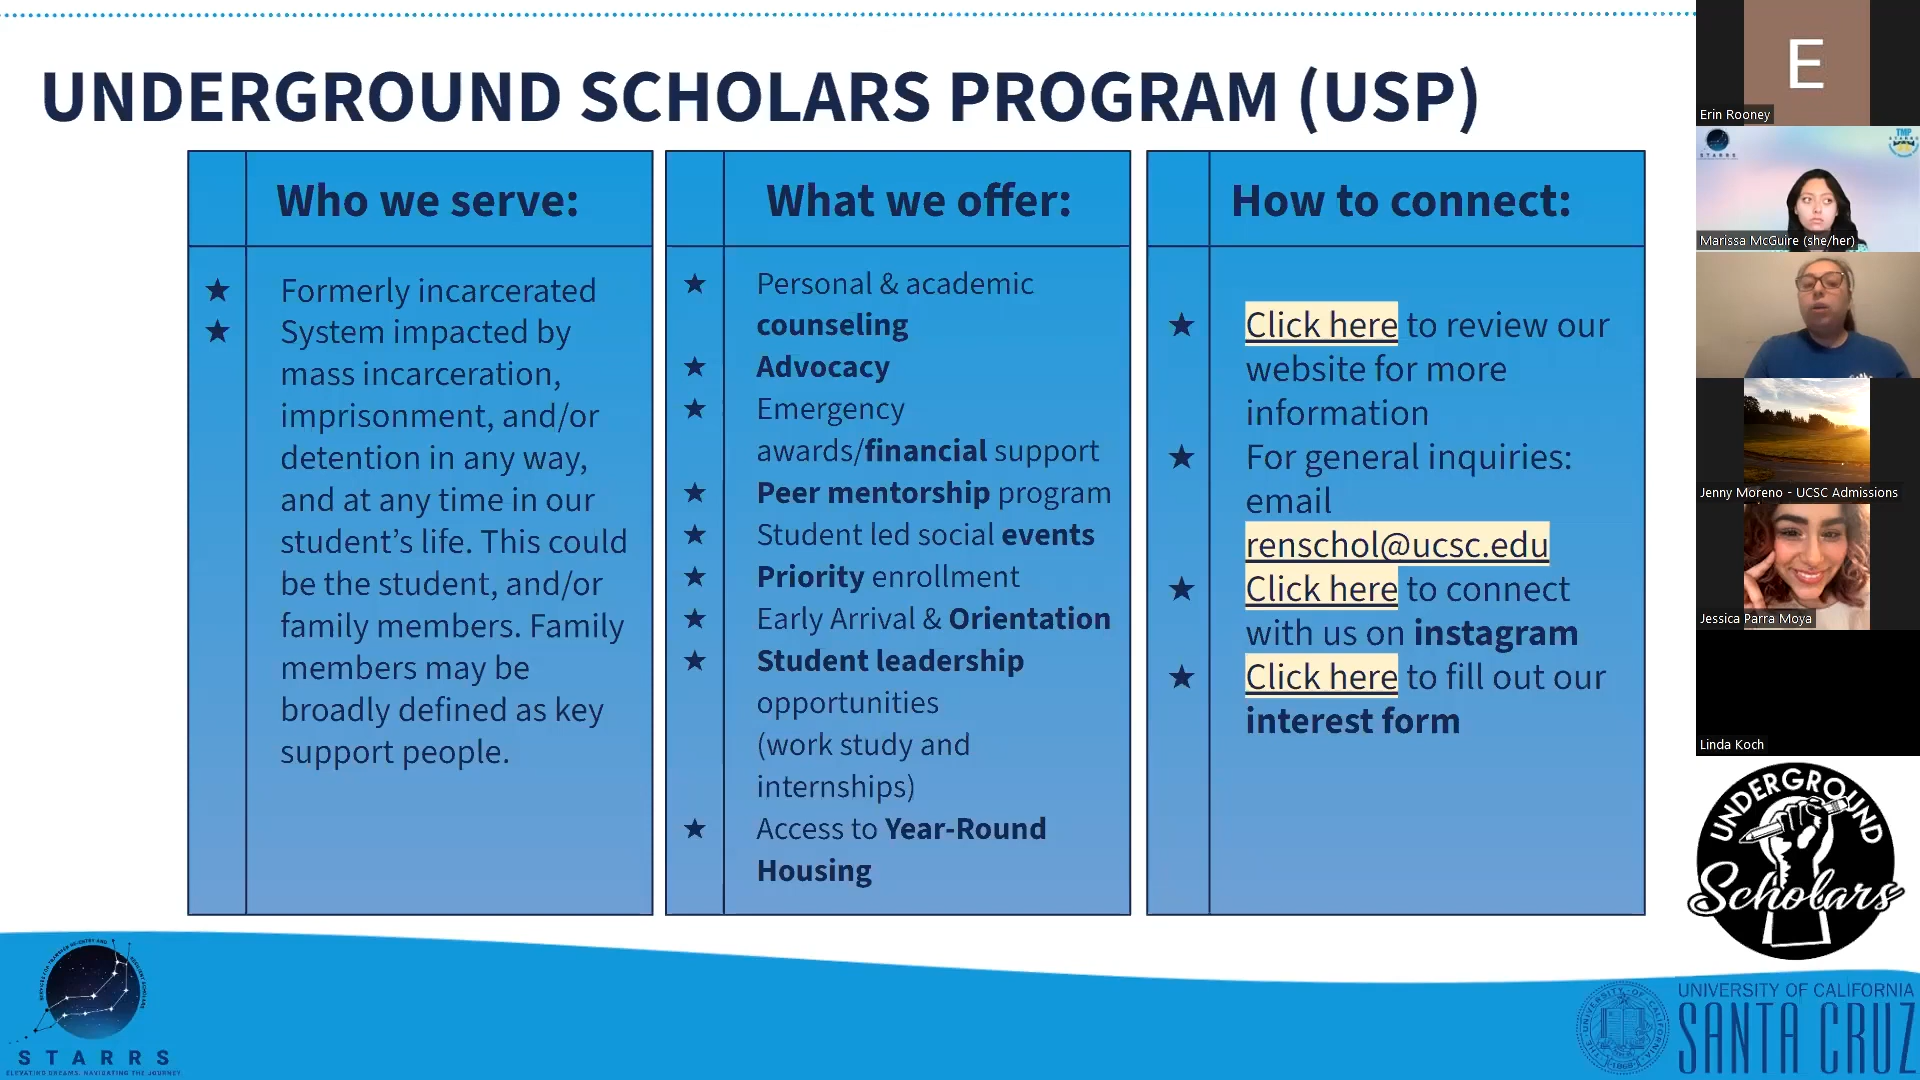 UNDERGROUND SCHOLARS PROGRAM (USP)
Who we serve:
★ Formerly incarcerated
★ System impacted by
mass incarceration,
imprisonment, and/or
detention in any way,
and at any time in our
student’s life. This could
be the student, and/or
family members. Family
members may be
broadly defined as key
support people.
What we offer:
★ Personal & academic
counseling
★ Advocacy
★ Emergency
awards/financial support
★ Peer mentorship program
★ Student led social events
★ Priority enrollment
★ Early Arrival & Orientation
★ Student leadership
opportunities
(work study and
internships)
★ Access to Year-Round
Housing
How to connect:
★ Click here to review our
website for more
information
★ For general inquiries:
email
renschol@ucsc.edu
★ Click here to connect
with us on instagram
★ Click here to fill out our
interest form
E
Erin Rooney
STARRS
TMP
Marissa McGuire (she/her)
Jenny Moreno - UCSC Admissions
Jessica Parra Moya
Linda Koch
UNDERGROUND
Scholars
STARRS
ELEVATING DREAMS, NAVIGATING THE JOURNEY
UNIVERSITY OF CALIFORNIA
SANTA CRUZ